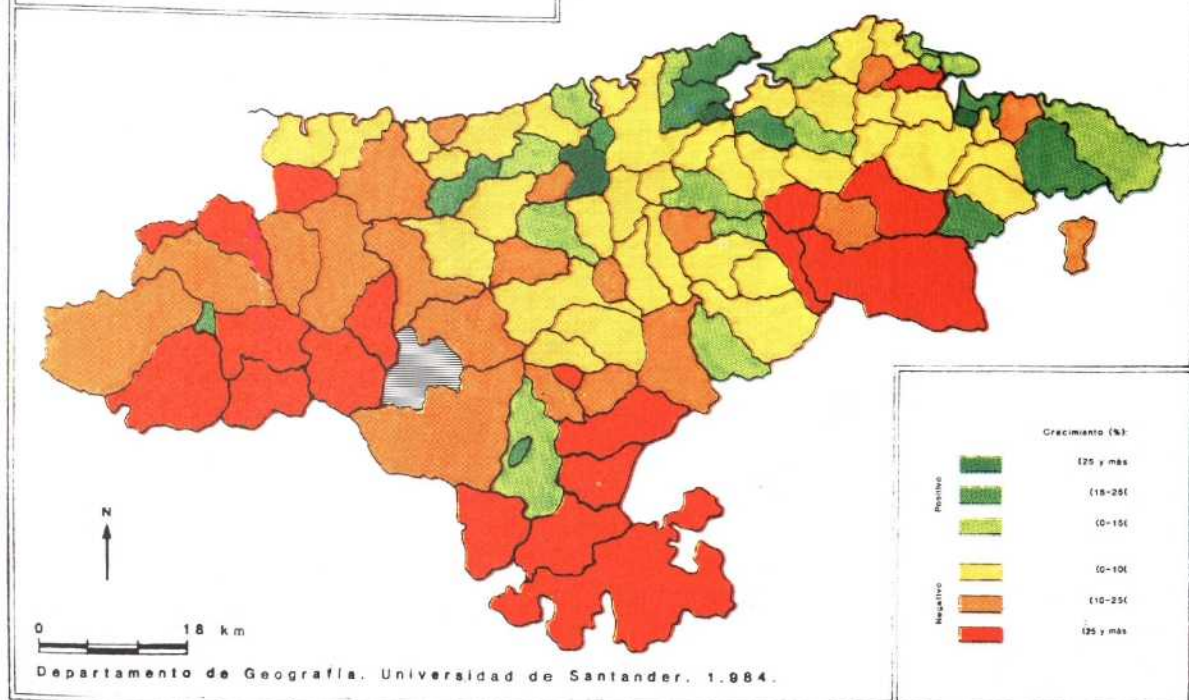 Crecimiento (%):
Positivo
(25 y más
(15-25(
(0-15(
Negativo
(0-10(
(10-25(
(25 y más
N
0 18 km
Departamento de Geografía. Universidad de Santander. 1.984.